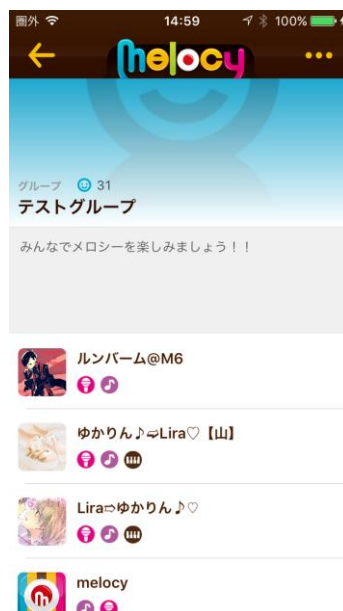 圏外 14:59 100%
melocy
グループ 31
テストグループ
みんなでメロシーを楽しみましょう！！
ルンバーム@M6
ゆかりん♪⇨Lira♡【山】
Lira⇨ゆかりん♪♡
melocy